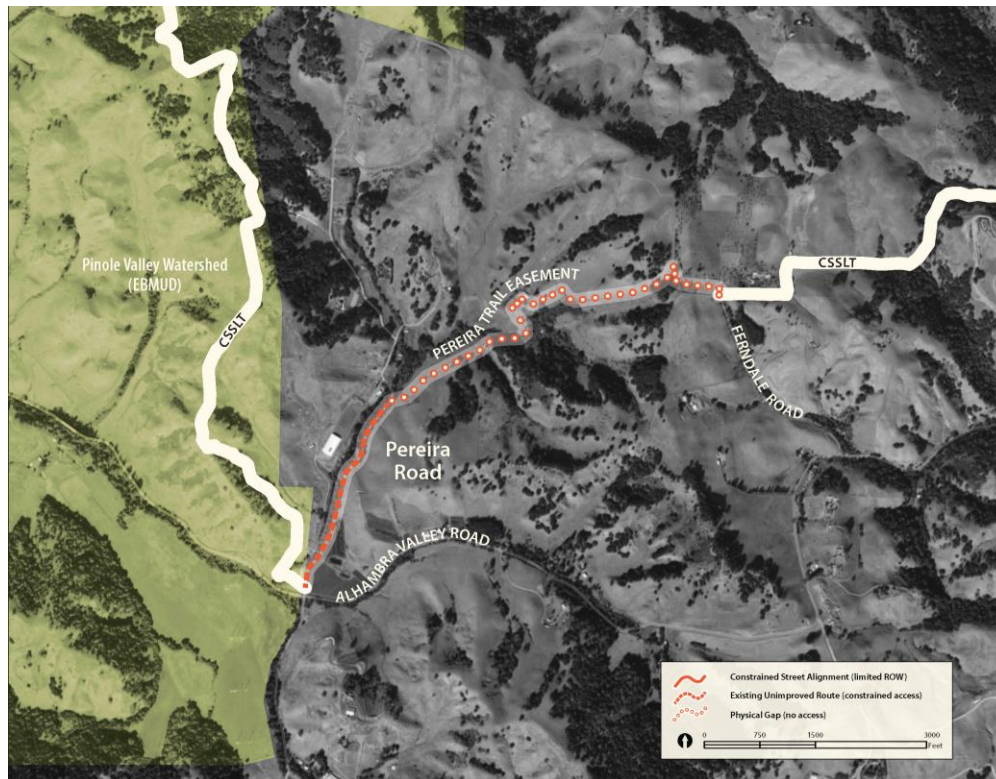 Pinole Valley Watershed
(EBMUD)
CSSLT
PEREIRA TRAIL EASEMENT
CSSLT
FERNDALE ROAD
Pereira
Road
ALHAMBRA VALLEY ROAD
Constrained Street Alignment (limited ROW)
Existing Unimproved Route (constrained access)
Physical Gap (no access)
0 750 1500 3000
Feet